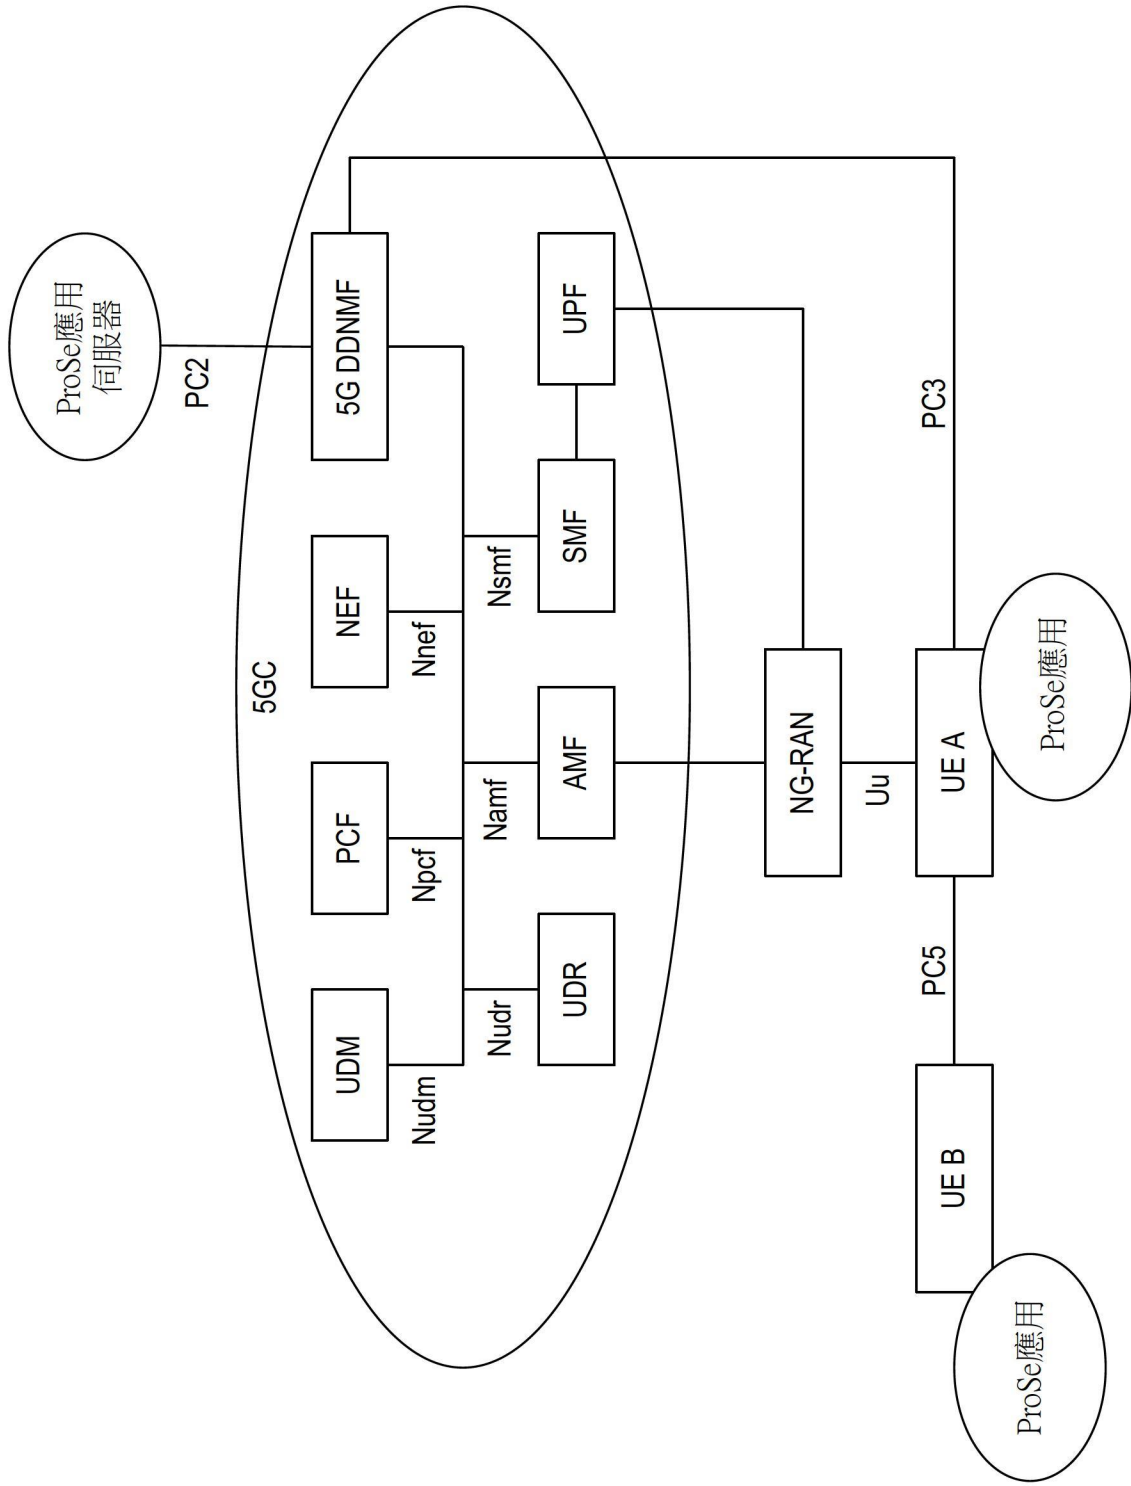 ProSe應用
伺服器
PC2
5GC
UDM
PCF
NEF
5G DDNMF
Nudm
Npcf
Nnef
Nudr
Namf
Nsmf
UDR
AMF
SMF
UPF
NG-RAN
Uu
PC3
UE B
PC5
UE A
ProSe應用
ProSe應用